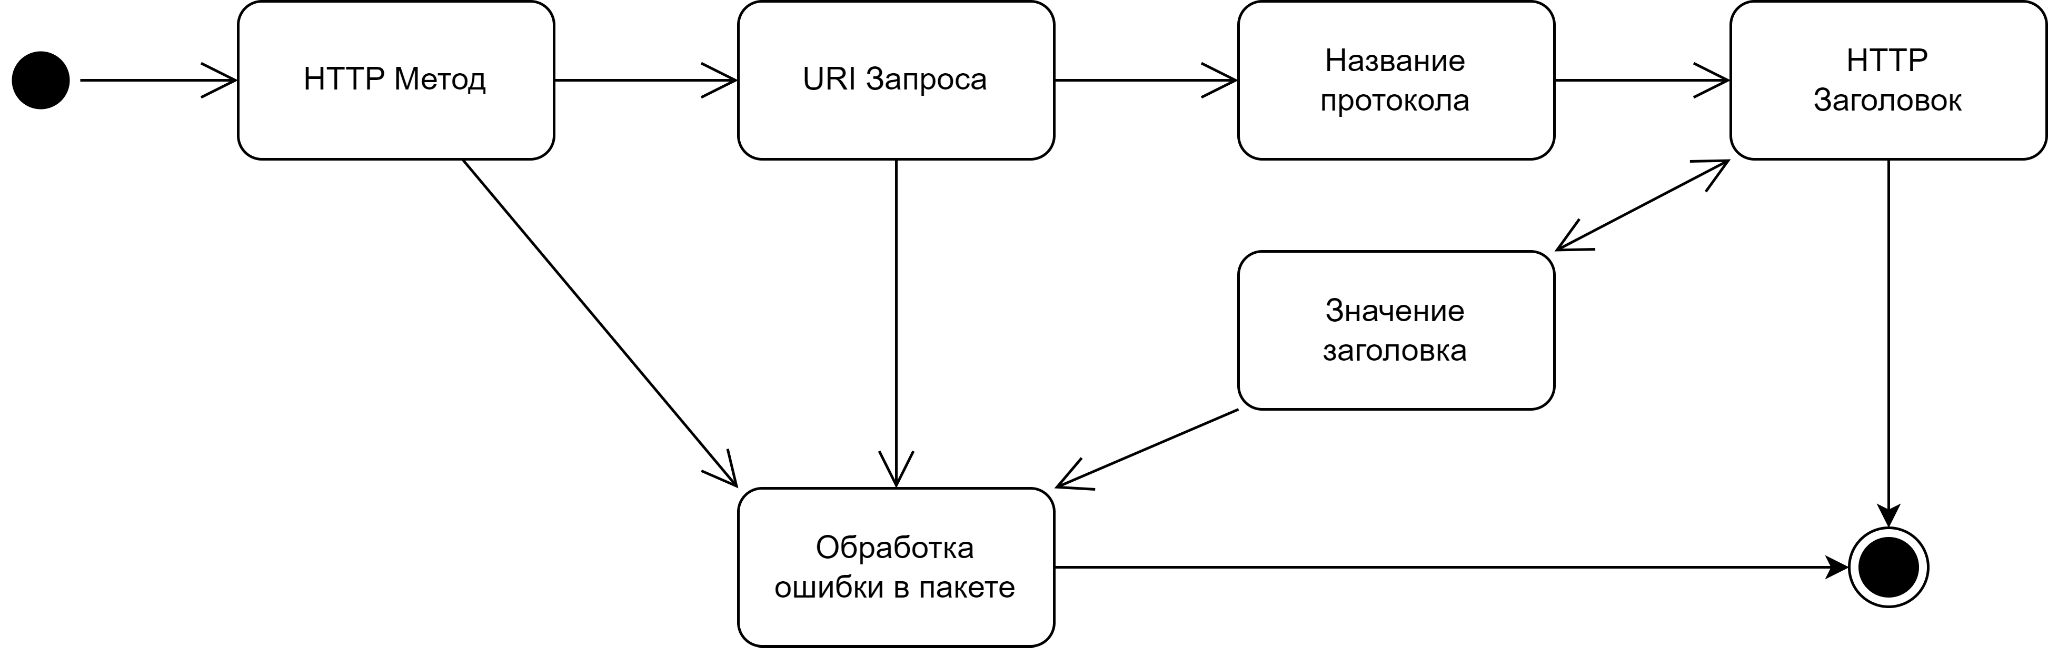 HTTP Метод
URI Запроса
Название
протокола
HTTP
Заголовок
Значение
заголовка
Обработка
ошибки в пакете